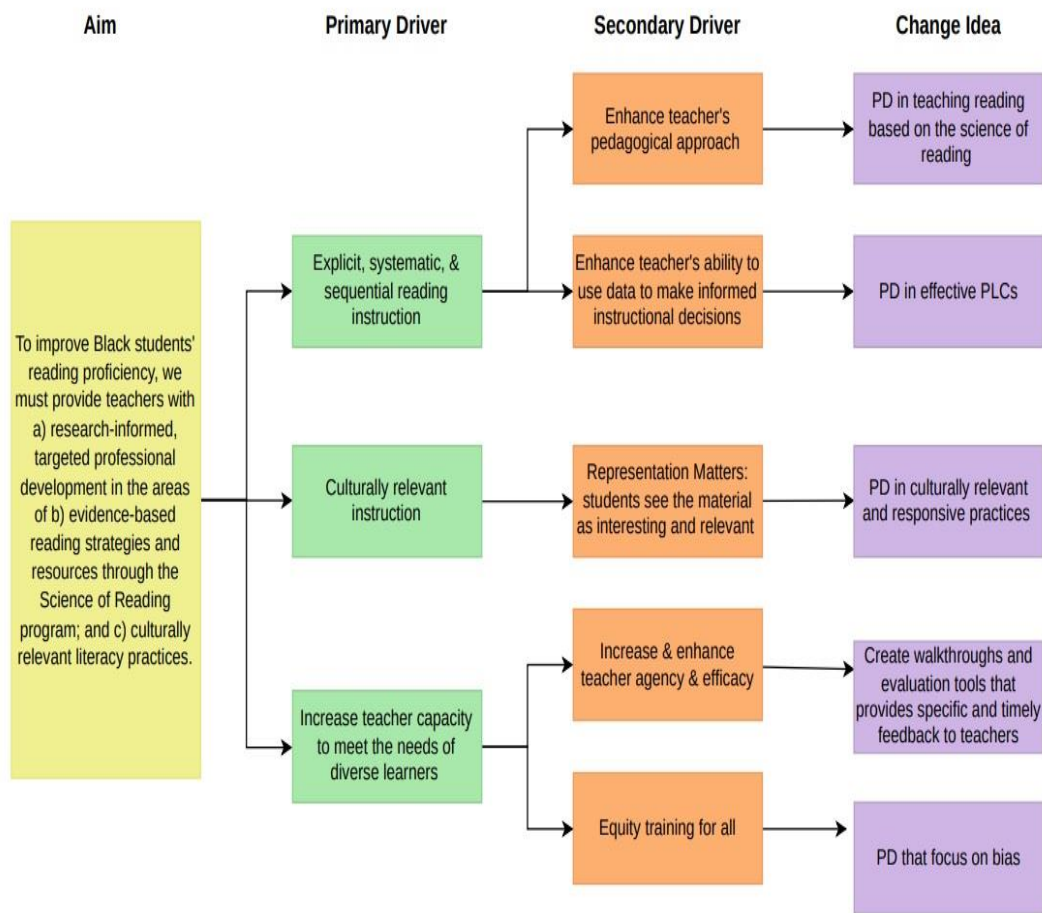 Aim
Primary Driver
Secondary Driver
Change Idea
To improve Black students'
reading proficiency, we
must provide teachers with
a) research-informed,
targeted professional
development in the areas
of b) evidence-based
reading strategies and
resources through the
Science of Reading
program; and c) culturally
relevant literacy practices.
Explicit, systematic, &
sequential reading
instruction
Enhance teacher's
pedagogical approach
PD in teaching reading
based on the science of
reading
Enhance teacher's ability to
use data to make informed
instructional decisions
PD in effective PLCs
Culturally relevant
instruction
Representation Matters:
students see the material
as interesting and relevant
PD in culturally relevant
and responsive practices
Increase teacher capacity
to meet the needs of
diverse learners
Increase & enhance
teacher agency & efficacy
Create walkthroughs and
evaluation tools that
provides specific and timely
feedback to teachers
Equity training for all
PD that focus on bias